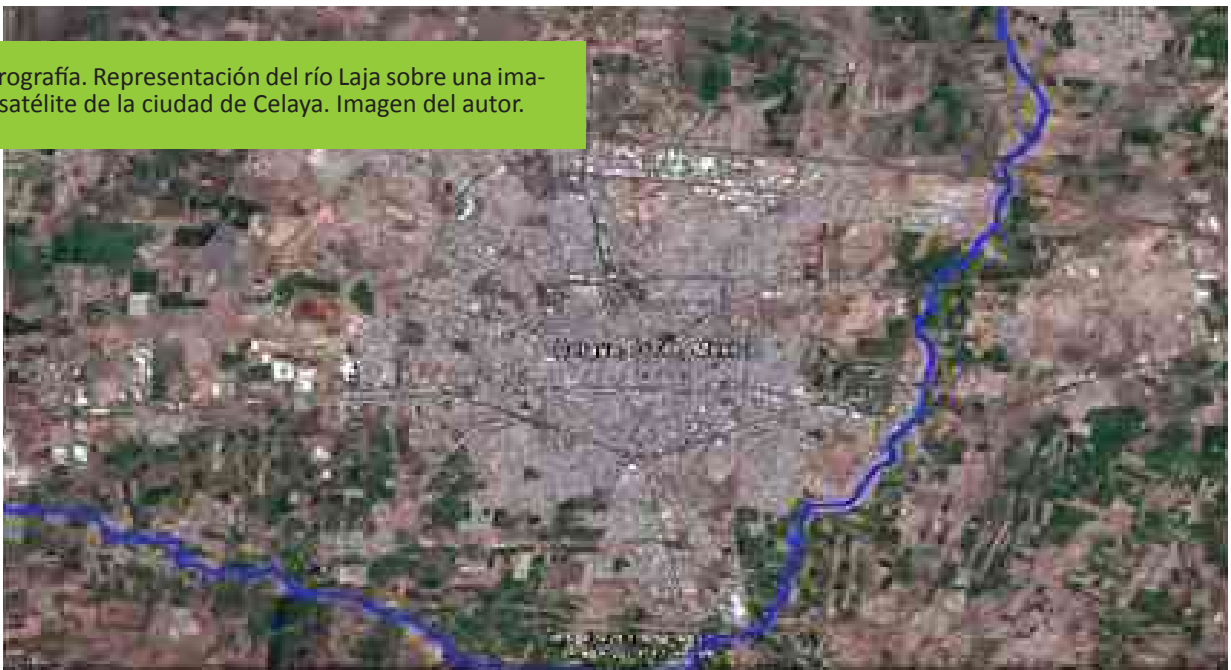 rografía. Representación del río Laja sobre una ima-
satélite de la ciudad de Celaya. Imagen del autor.